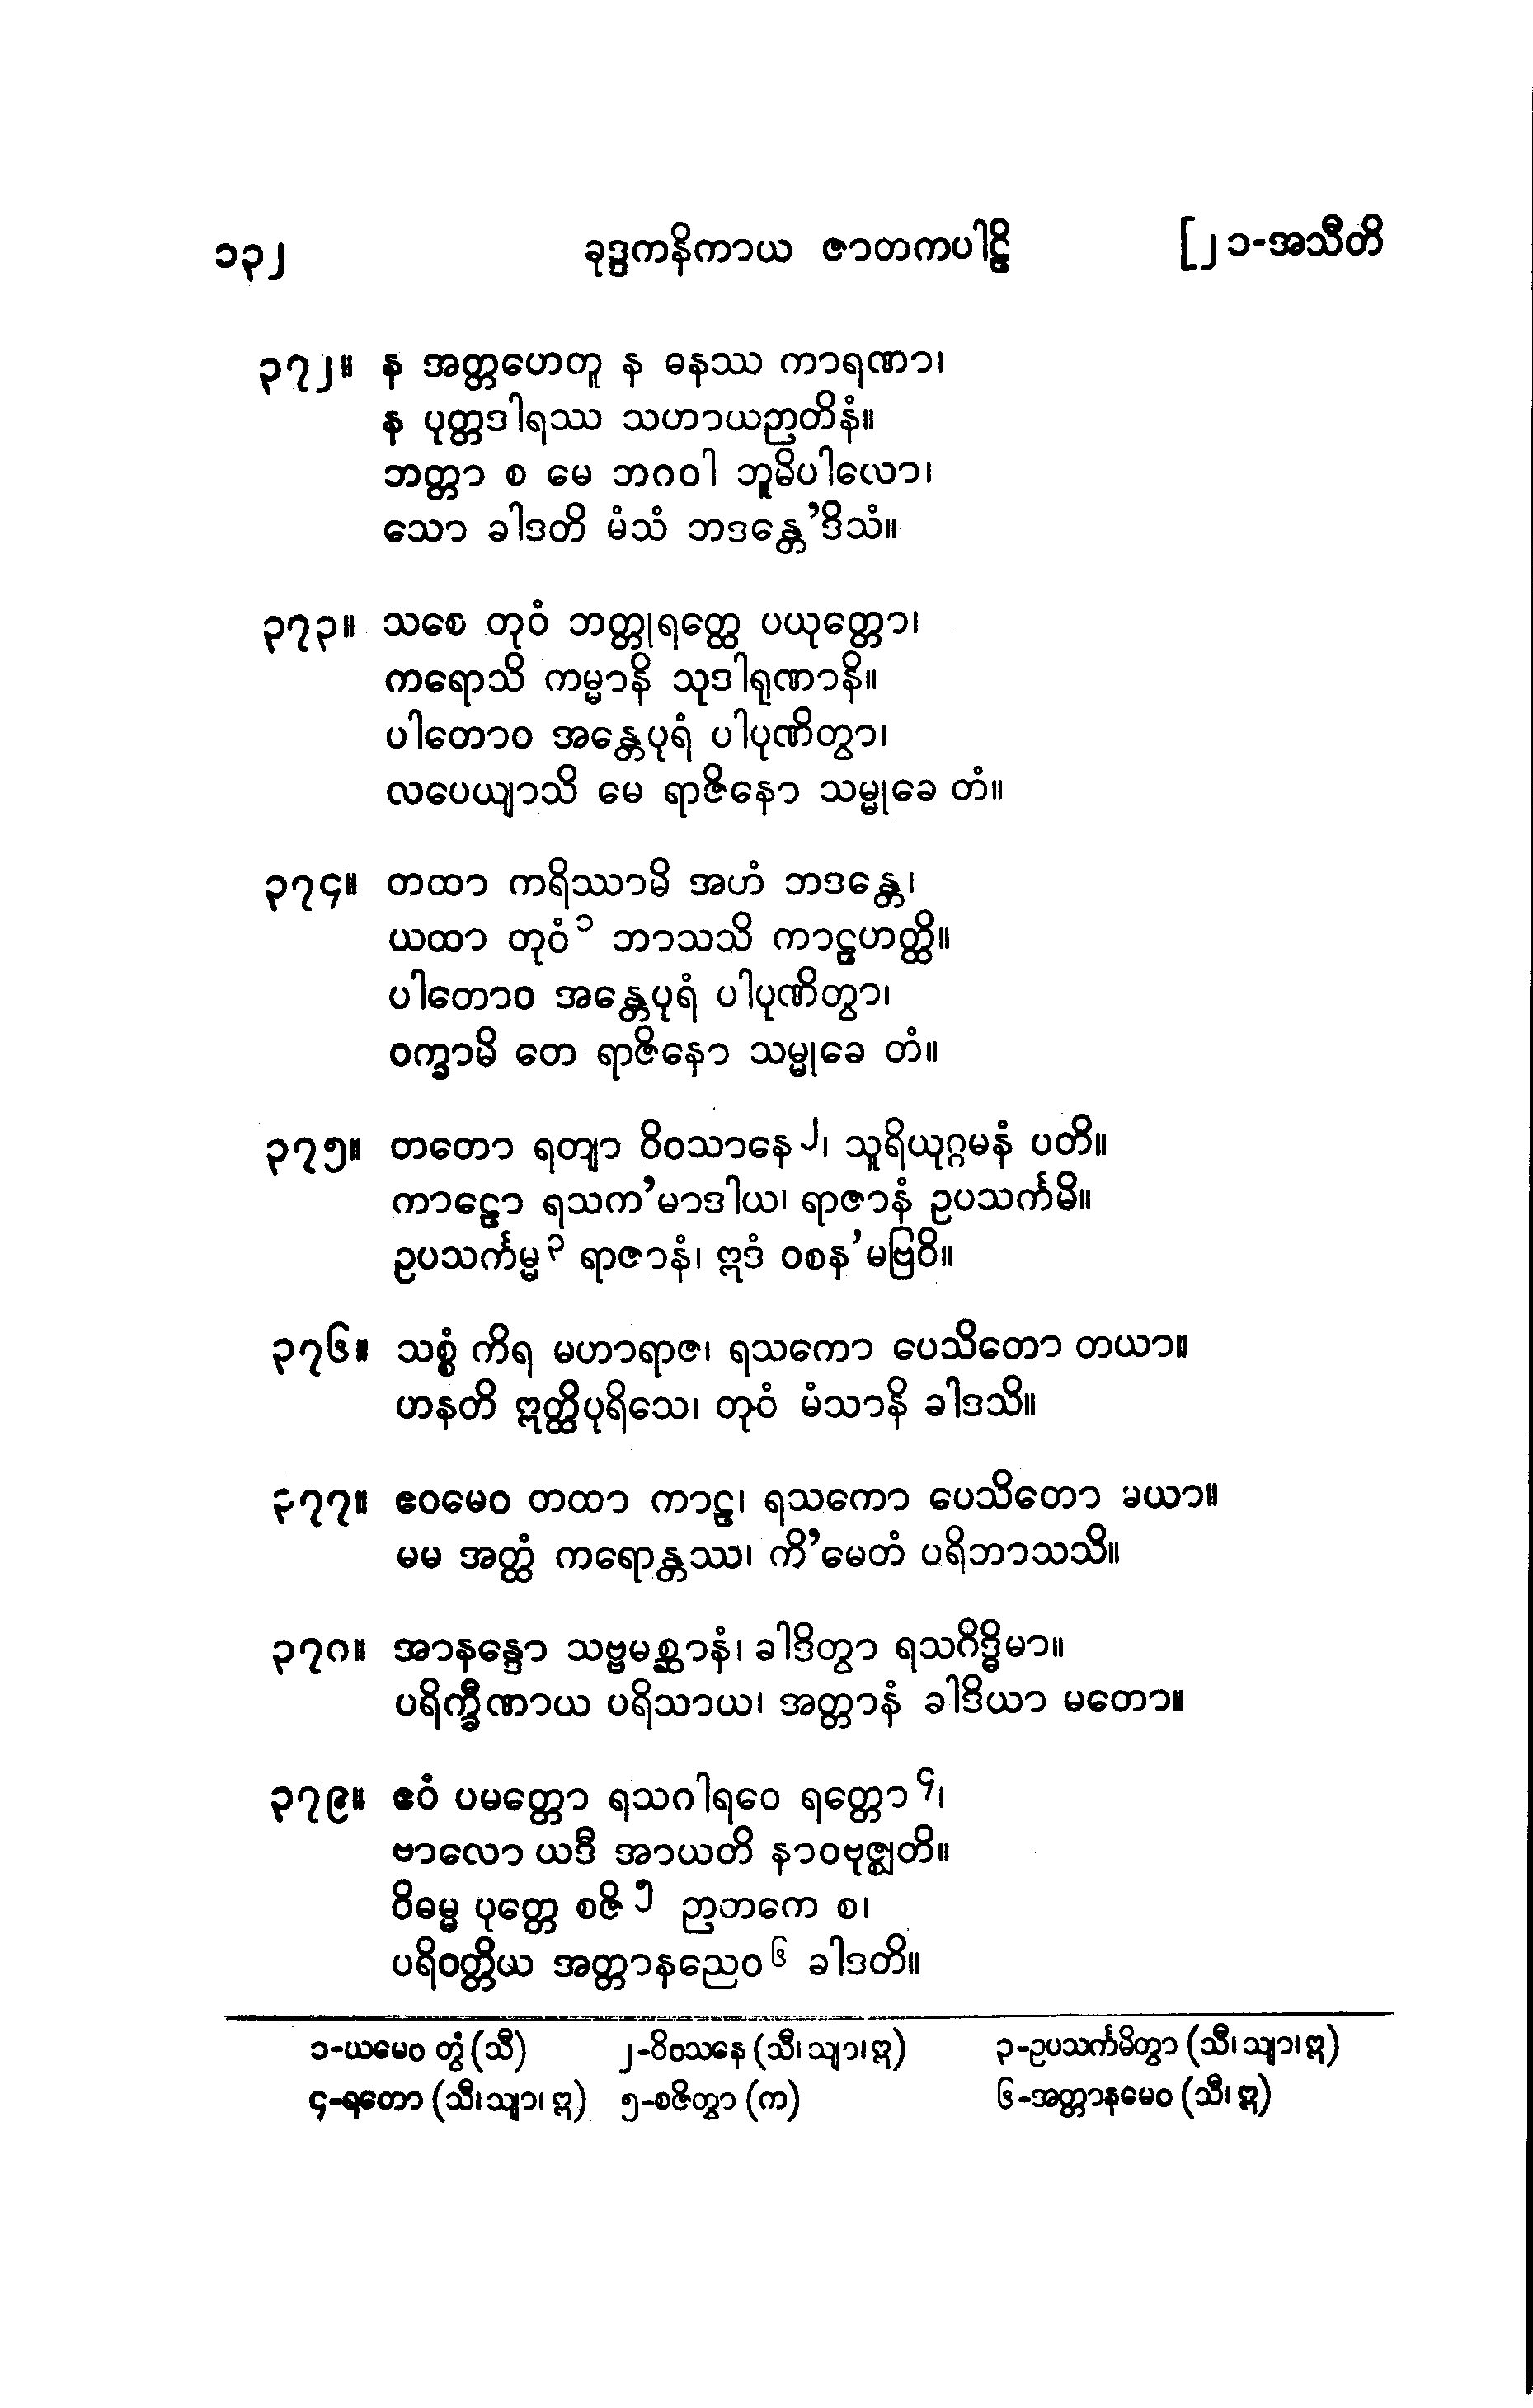 ၁၃၂ ခုဒ္ဒကနိကာယ ဇာတကပါဠိ [၂၁-အသီတိ
၃၇၂။ န အတ္တဟေတူ န ဓနဿ ကာရဏာ၊
န ပုတ္တဒါရဿ သဟာယဉာတိနံ။
ဘတ္တာ စ မေ ဘဂဝါ ဘူမိပါလော၊
သော ခါဒတိ မံသံ ဘဒန္တေ’ဒိသံ။
၃၇၃။ သစေ တုဝံ ဘတ္တုရတ္ထေ ပယုတ္တော၊
ကရောသိ ကမ္မာနိ သုဒါရုဏာနိ။
ပါတောဝ အန္တေပုရံ ပါပုဏိတွာ၊
လပေယျာသိ မေ ရာဇိနော သမ္မုခေ တံ။
၃၇၄။ တထာ ကရိဿာမိ အဟံ ဘဒန္တေ၊
ယထာ တုဝံ ၁ ဘာသသိ ကာဠဟတ္ထိ။
ပါတောဝ အန္တေပုရံ ပါပုဏိတွာ၊
ဝက္ခာမိ တေ ရာဇိနော သမ္မုခေ တံ။
၃၇၅။ တတော ရတျာ ဝိဝသာနေ ၂၊ သူရိယုဂ္ဂမနံ ပတိ။
ကာဠော ရသက’မာဒါယ၊ ရာဇာနံ ဥပသင်္ကမိ။
ဥပသင်္ကမ္မ ၃ ရာဇာနံ၊ ဣဒံ ဝစန’မဗြဝိ။
၃၇၆။ သစ္စံ ကိရ မဟာရာဇ၊ ရသကော ပေသိတော တယာ။
ဟနတိ ဣတ္ထိပုရိသေ၊ တုဝံ မံသာနိ ခါဒသိ။
၃၇၇။ ဧဝမေဝ တထာ ကာဠ၊ ရသကော ပေသိတော မယာ။
မမ အတ္ထံ ကရောန္တဿ၊ ကိ’မေတံ ပရိဘာသသိ။
၃၇၈။ အာနန္ဒော သဗ္ဗမစ္ဆာနံ၊ ခါဒိတွာ ရသဂိဒ္ဓိမာ။
ပရိက္ခီဏာယ ပရိသာယ၊ အတ္တာနံ ခါဒိယာ မတော။
၃၇၉။ ဧဝံ ပမတ္တော ရသဂါရဝေ ရတ္တော ၄၊
ဗာလော ယဒီ အာယတိ နာဝဗုဇ္ဈတိ။
ဝိဓမ္မ ပုတ္တေ စဇိ ၅ ဉာတကေ စ၊
ပရိဝတ္တိယ အတ္တာနညေဝ ၆ ခါဒတိ။
၁-ယမေဝ တွံ (သီ) ၂-ဝိဝသနေ (သီ၊သျာ၊ဣ) ၃-ဥပသင်္ကမိတွာ (သီ၊သျာ၊ဣ)
၄-ရတော (သီ၊သျာ၊ဣ) ၅-စဇိတွာ (က) ၆-အတ္တာနမေဝ (သီ၊ဣ)